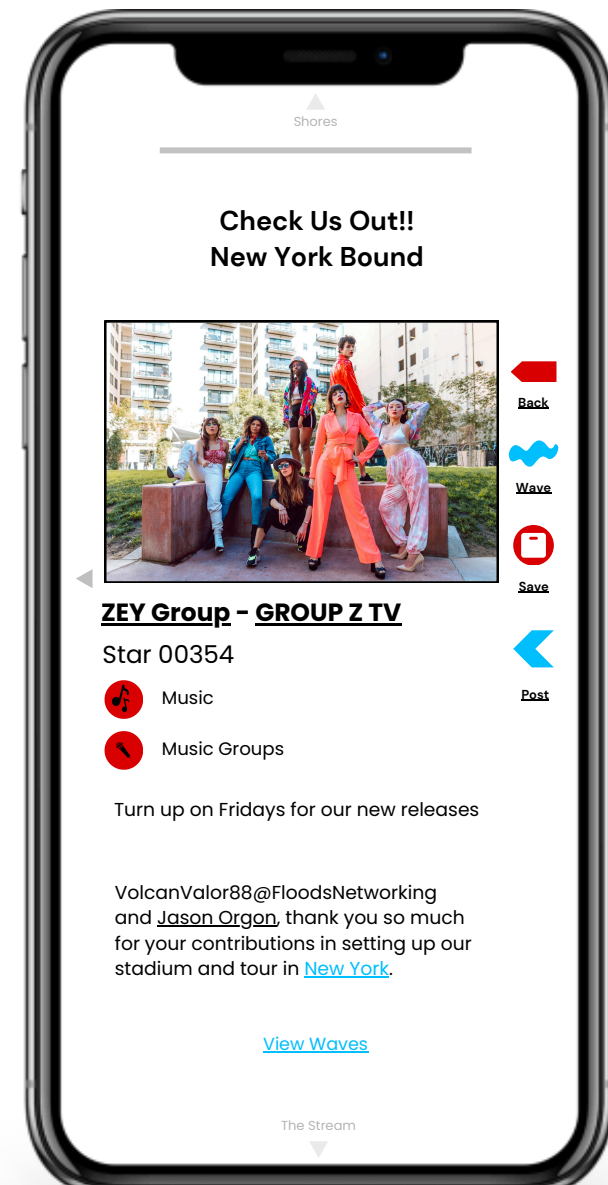 Shores
Check Us Out!!
New York Bound
Back
Wave
Save
Post
ZEY Group - GROUP Z TV
Star 00354
Music
Music Groups
Turn up on Fridays for our new releases
VolcanValor88@FloodsNetworking
and Jason Orgon, thank you so much
for your contributions in setting up our
stadium and tour in New York.
View Waves
The Stream